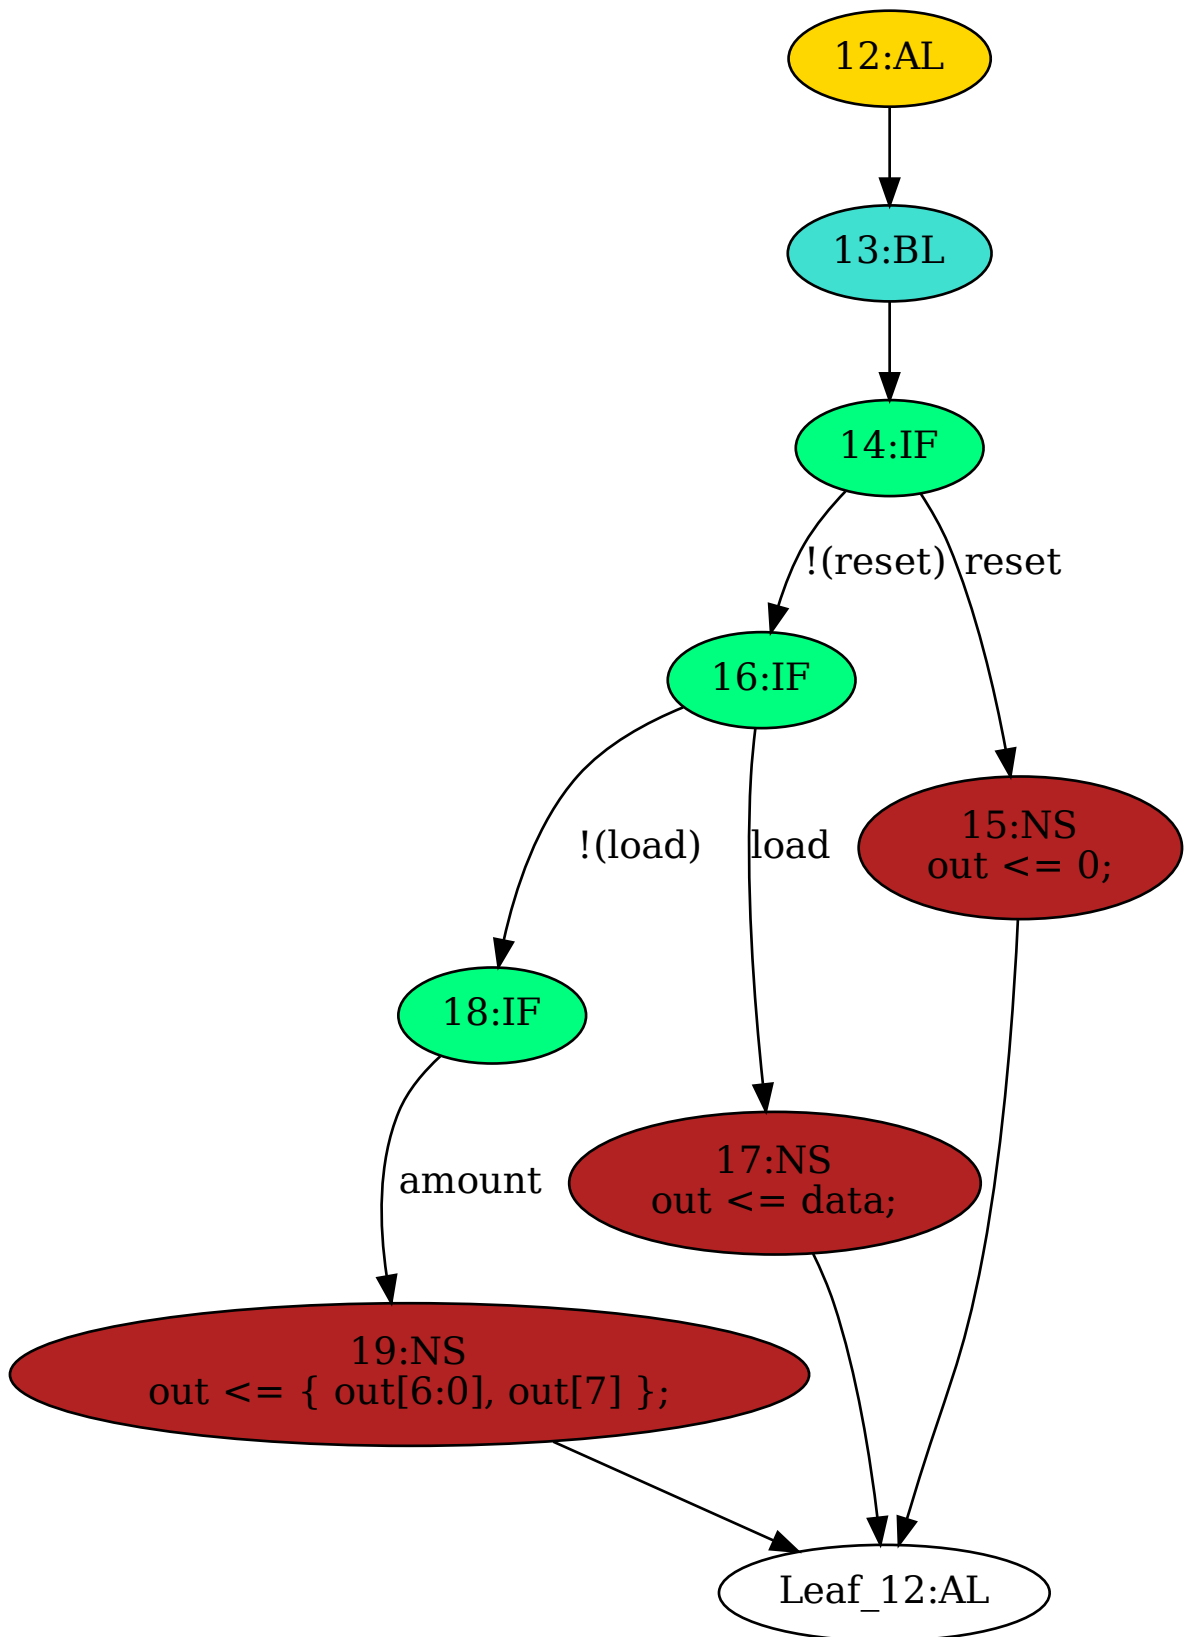 12:AL
13:BL
14:IF
!(reset)
reset
16:IF
!(load)
load
15:NS
out <= 0;
18:IF
amount
17:NS
out <= data;
19:NS
out <= { out[6:0], out[7] };
Leaf_12:AL